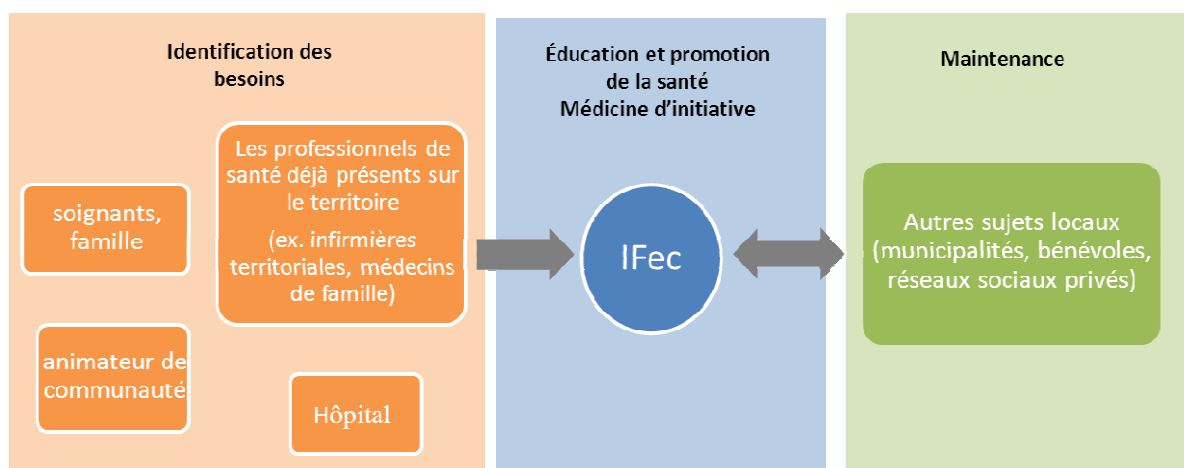 Identification des
besoins
Les professionnels de
santé déjà présents sur
le territoire
(ex. infirmières
territoriales, médecins
de famille)
soignants,
famille
animateur de
communauté
Hôpital
Éducation et promotion
de la santé
Médicine d'initiative
IFec
Maintenance
Autres sujets locaux
(municipalités, bénévoles,
réseaux sociaux privés)